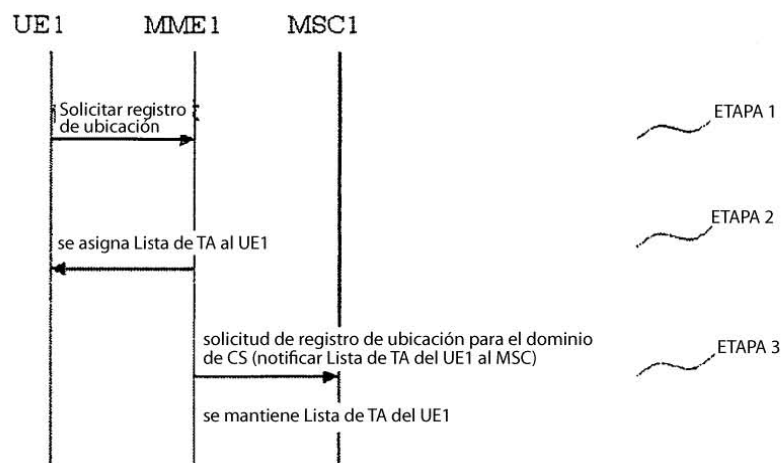 UE1 MME1 MSC1
Solicitar registro
de ubicación
ETAPA 1
ETAPA 2
se asigna Lista de TA al UE1
solicitud de registro de ubicación para el dominio
de CS (notificar Lista de TA del UE1 al MSC)
ETAPA 3
se mantiene Lista de TA del UE1